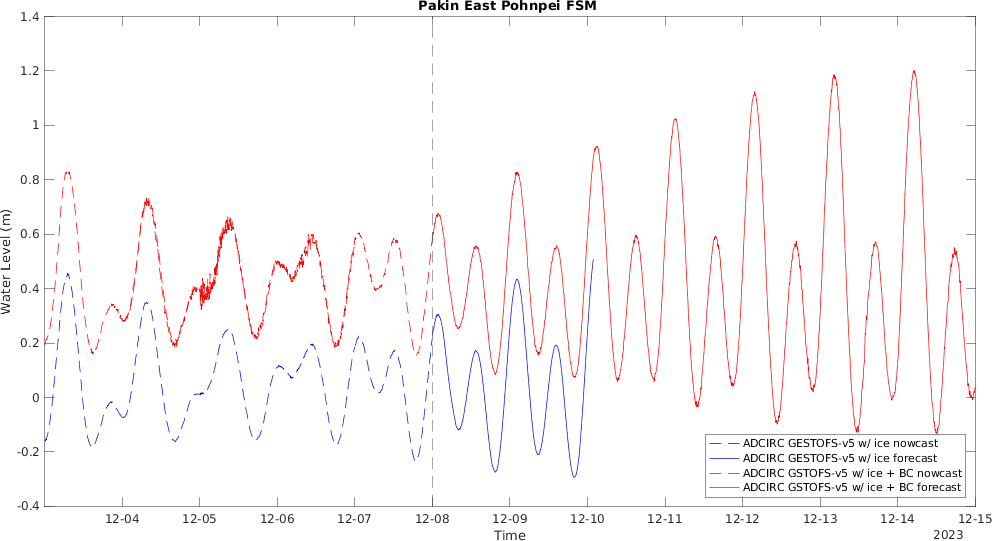 Pakin East Pohnpei FSM
1.4
1.2
1
0.8
0.6
0.4
0.2
0
-0.2
-0.4
Water Level (m)
12-04 12-05 12-06 12-07 12-08 12-09 12-10 12-11 12-12 12-13 12-14 12-15
Time
2023
ADCIRC GESTOFS-v5 w/ ice nowcast
ADCIRC GESTOFS-v5 w/ ice forecast
ADCIRC GSTOFS-v5 w/ ice + BC nowcast
ADCIRC GSTOFS-v5 w/ ice + BC forecast